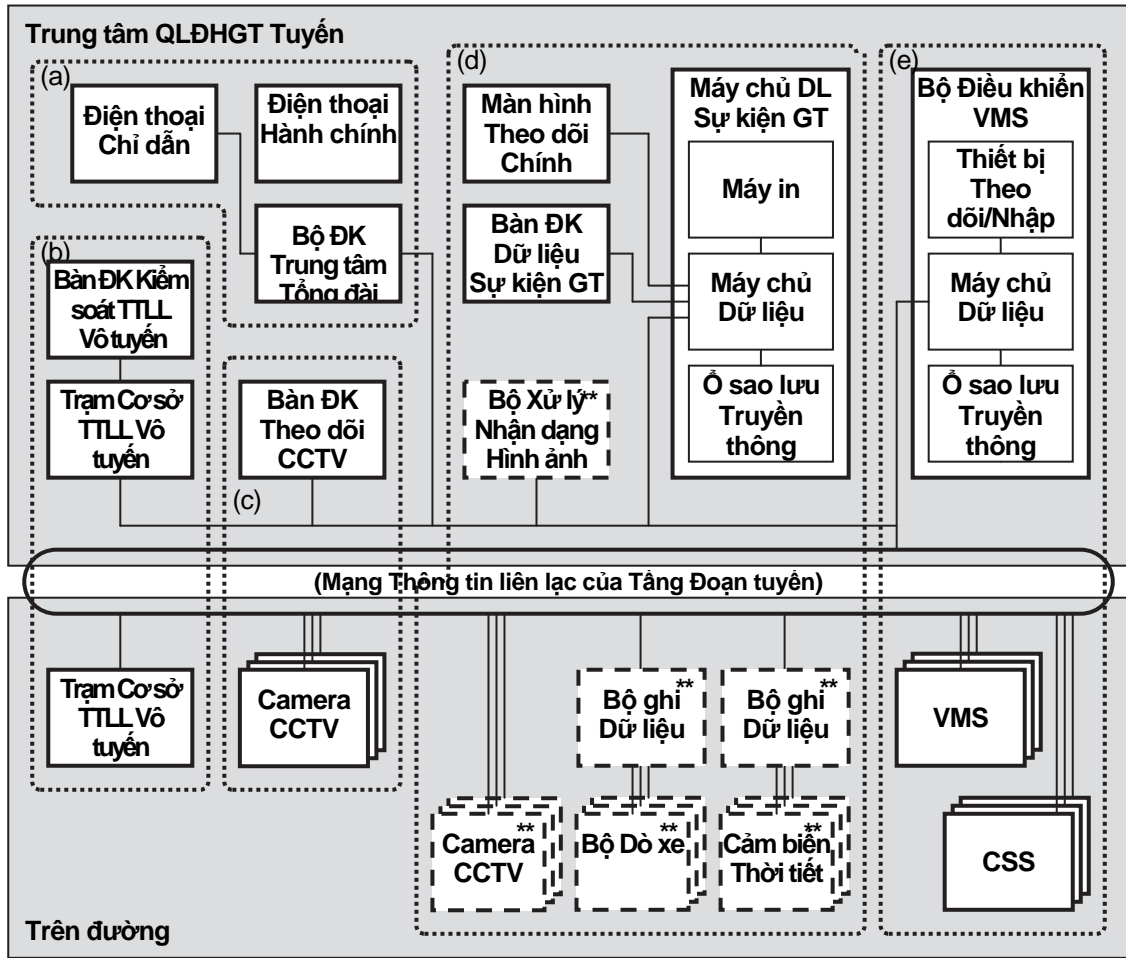 Trung tâm QLĐHGT Tuyến
(a)
Điện thoại
Chỉ dẫn
Điện thoại
Hành chính
Bộ ĐK
Trung tâm
Tổng đài
(b)
Bàn ĐK Kiểm
soát TTLL
Vô tuyến
Trạm Cơ sở
TTLL Vô
tuyến
(c)
Bàn ĐK
Theo dõi
CCTV
(d)
Màn hình
Theo dõi
Chính
Bàn ĐK
Dữ liệu
Sự kiện GT
Bộ Xử lý**
Nhận dạng
Hình ảnh
Máy chủ DL
Sự kiện GT
Máy in
Máy chủ
Dữ liệu
Ổ sao lưu
Truyền
thông
(e)
Bộ Điều khiển
VMS
Thiết bị
Theo
dõi/Nhập
Máy chủ
Dữ liệu
Ổ sao lưu
Truyền
thông
(Mạng Thông tin liên lạc của Tầng Đoạn tuyến)
Trạm Cơ sở
TTLL Vô
tuyến
Camera
CCTV
Bộ ghi**
Dữ liệu
Bộ ghi**
Dữ liệu
VMS
**
Camera
CCTV
**
Bộ Dò xe
**
Cảm biến
Thời tiết
CSS
Trên đường